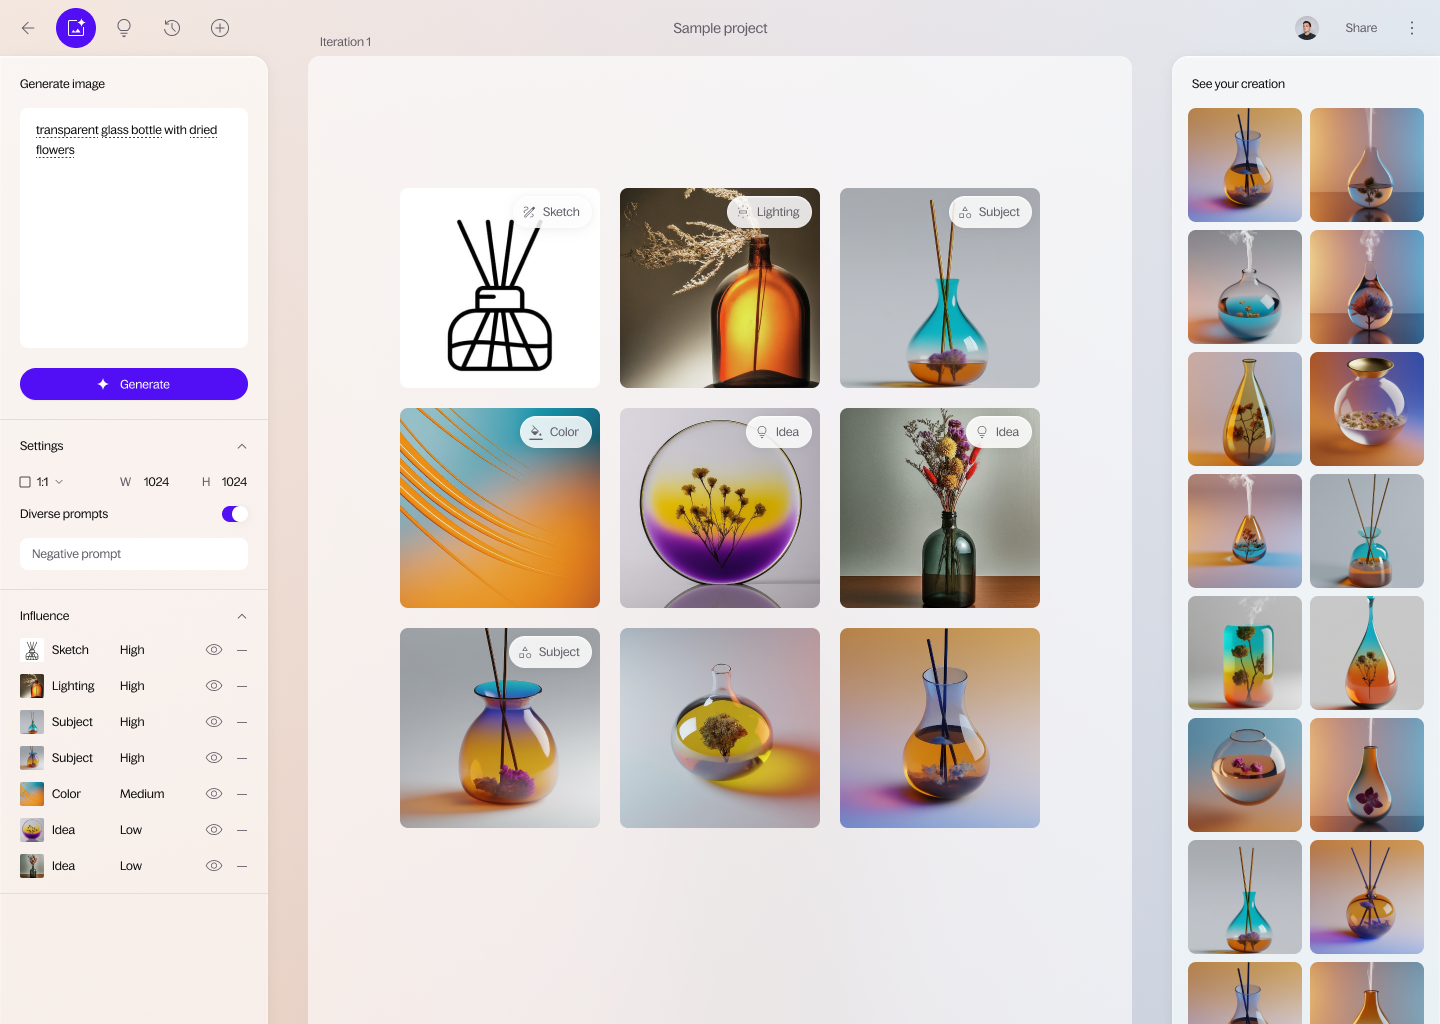 Sample project
Share
Iteration 1
Generate image
transparent glass bottle with dried
flowers
Generate
Settings
1:1
W 1024
H 1024
Diverse prompts
Negative prompt
Influence
Sketch High
Lighting High
Subject High
Subject High
Color Medium
Idea Low
Idea Low
Sketch
Lighting
Subject
Color
Idea
Idea
Subject
See your creation